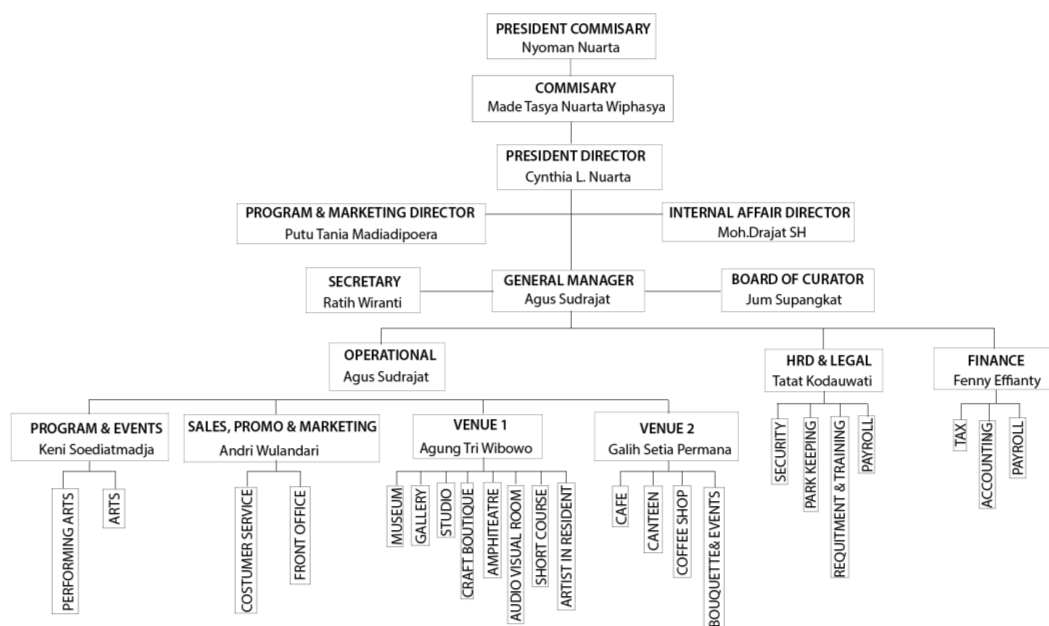 PRESIDENT COMMISARY
Nyoman Nuarta
COMMISARY
Made Tasya Nuarta Wiphasya
PRESIDENT DIRECTOR
Cynthia L. Nuarta
PROGRAM & MARKETING DIRECTOR
Putu Tania Madiadipoera
INTERNAL AFFAIR DIRECTOR
Moh.Drajat SH
SECRETARY
Ratih Wiranti
GENERAL MANAGER
Agus Sudrajat
BOARD OF CURATOR
Jum Supangkat
OPERATIONAL
Agus Sudrajat
HRD & LEGAL
Tatat Kodauwati
FINANCE
Fenny Effianty
PROGRAM & EVENTS
Keni Soediatmadja
SALES, PROMO & MARKETING
Andri Wulandari
VENUE 1
Agung Tri Wibowo
VENUE 2
Galih Setia Permana
SECURITY
PARK KEEPING
REQUITMENT & TRAINING
PAYROLL
TAX
ACCOUNTING
PAYROLL
PERFORMING ARTS
ARTS
COSTUMER SERVICE
FRONT OFFICE
MUSEUM
GALLERY
STUDIO
CRAFT BOUTIQUE
AMPHITEATRE
AUDIO VISUAL ROOM
SHORT COURSE
ARTIST IN RESIDENT
CAFE
CANTEEN
COFFEE SHOP
BOUQUETTE& EVENTS